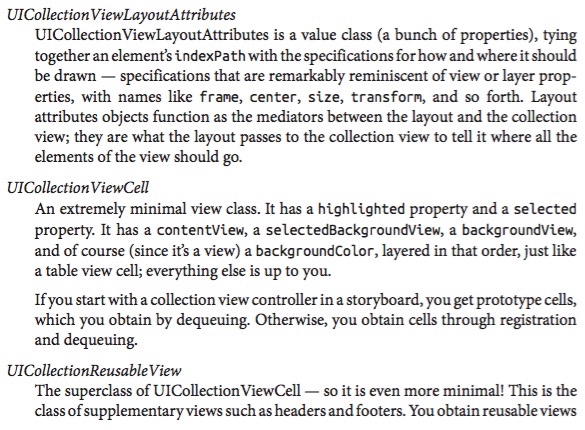 UICollectionViewLayoutAttributes
UICollectionViewLayoutAttributes is a value class (a bunch of properties), tying
together an element's indexPath with the specifications for how and where it should
be drawn — specifications that are remarkably reminiscent of view or layer prop-
erties, with names like frame, center, size, transform, and so forth. Layout
attributes objects function as the mediators between the layout and the collection
view; they are what the layout passes to the collection view to tell it where all the
elements of the view should go.
UICollectionViewCell
An extremely minimal view class. It has a highlighted property and a selected
property. It has a contentView, a selectedBackgroundView, a backgroundView,
and of course (since it's a view) a backgroundColor, layered in that order, just like
a table view cell; everything else is up to you.
If you start with a collection view controller in a storyboard, you get prototype cells,
which you obtain by dequeuing. Otherwise, you obtain cells through registration
and dequeuing.
UICollectionReusableView
The superclass of UICollectionViewCell — so it is even more minimal! This is the
class of supplementary views such as headers and footers. You obtain reusable views